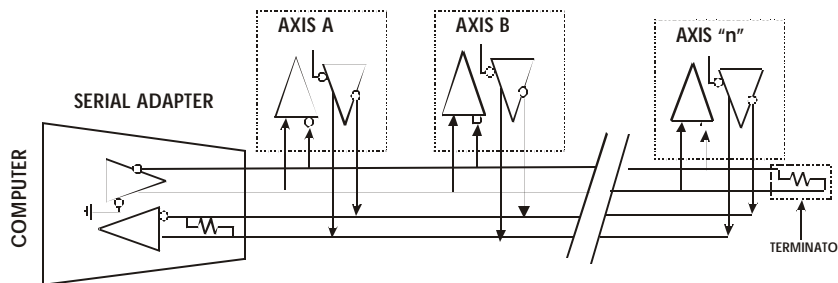 AXIS A
AXIS B
AXIS "n"
SERIAL ADAPTER
COMPUTER
TERMINATO